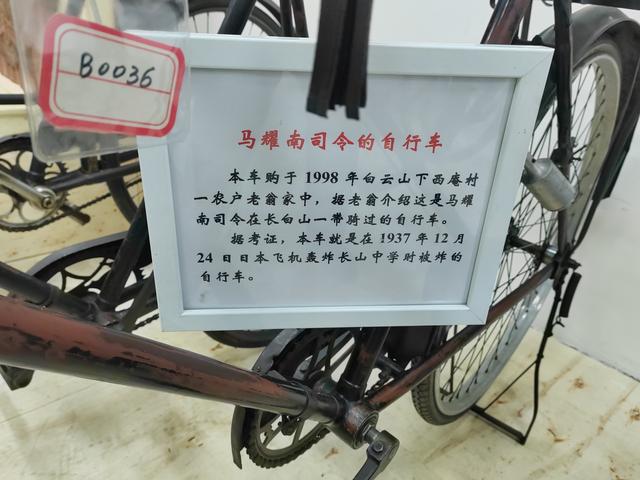 B0036
马耀南司令的自行车
本车购于1998年白云山下西庵村
一农户老翁家中，据老翁介绍这是马耀
南司令在长白山一带骑过的自行车。
据考证，本车就是在1937年12月
24日日本飞机轰炸长山中学时被炸的
自行车。